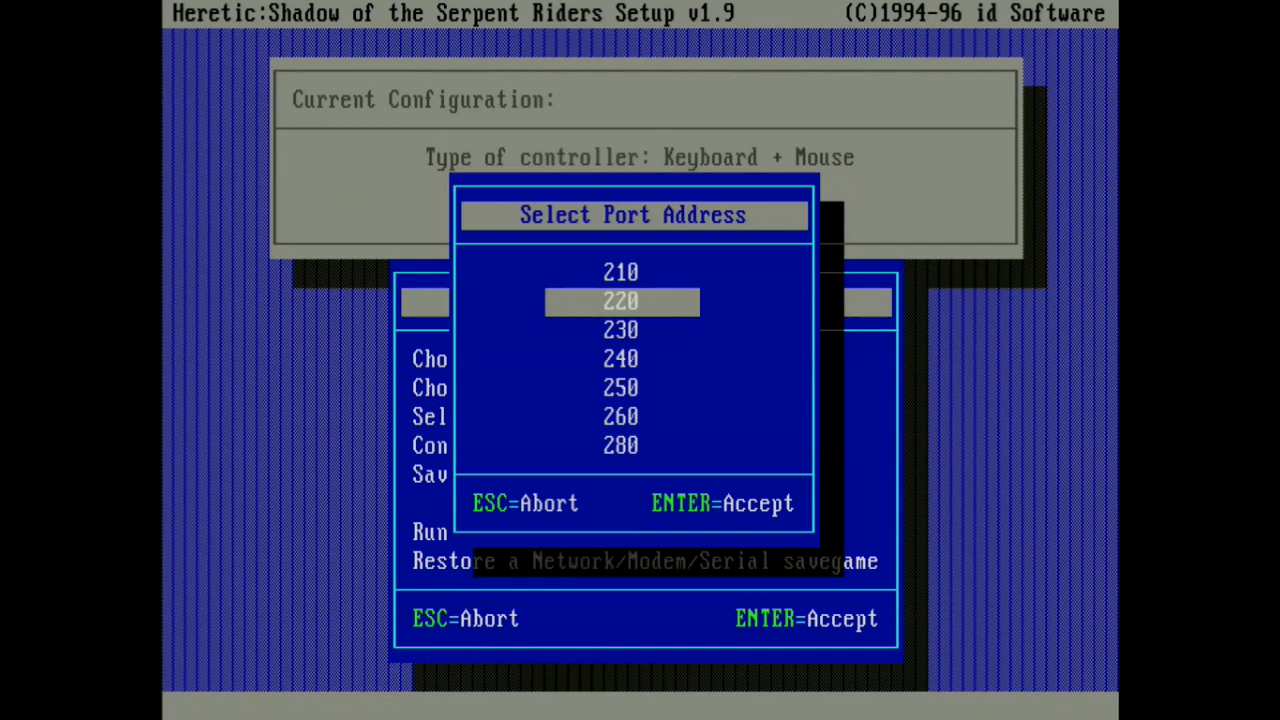 Heretic:Shadow of the Serpent Riders Setup v1.9 (C)1994-96 id Software
Current Configuration:
Type of controller: Keyboard + Mouse
Select Port Address
210
220
230
240
250
260
280
ESC=Abort ENTER=Accept
Cho
Cho
Sel
Con
Sav
Run
Restore a Network/Modem/Serial savegame
ESC=Abort ENTER=Accept